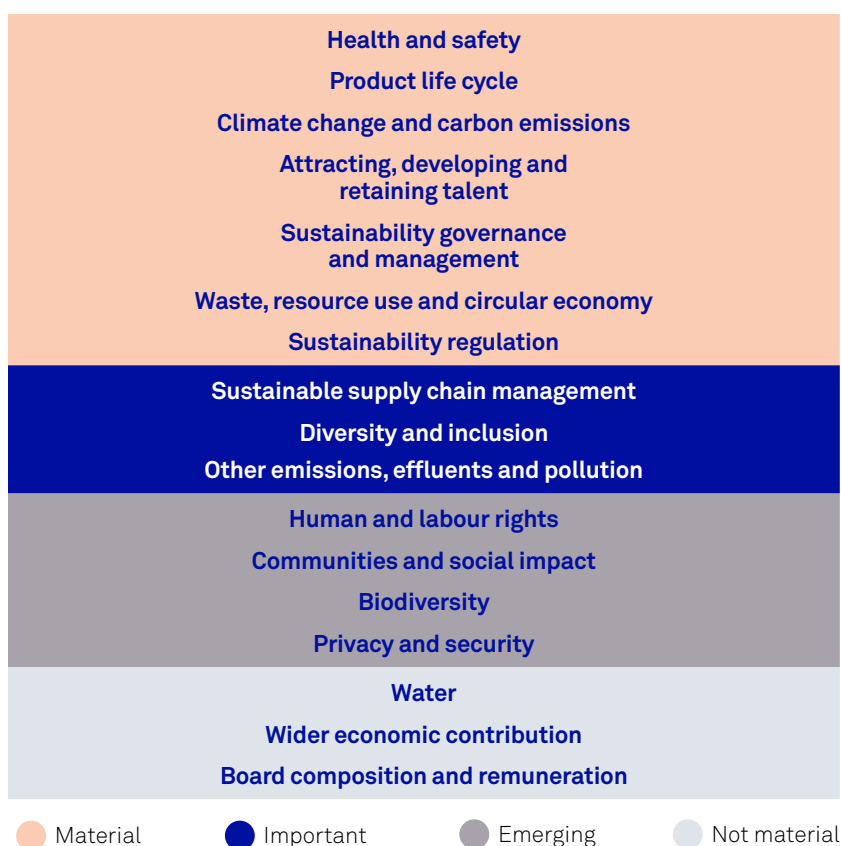 Health and safety
Product life cycle
Climate change and carbon emissions
Attracting, developing and
retaining talent
Sustainability governance
and management
Waste, resource use and circular economy
Sustainability regulation
Sustainable supply chain management
Diversity and inclusion
Other emissions, effluents and pollution
Human and labour rights
Communities and social impact
Biodiversity
Privacy and security
Water
Wider economic contribution
Board composition and remuneration
Material Important Emerging Not material